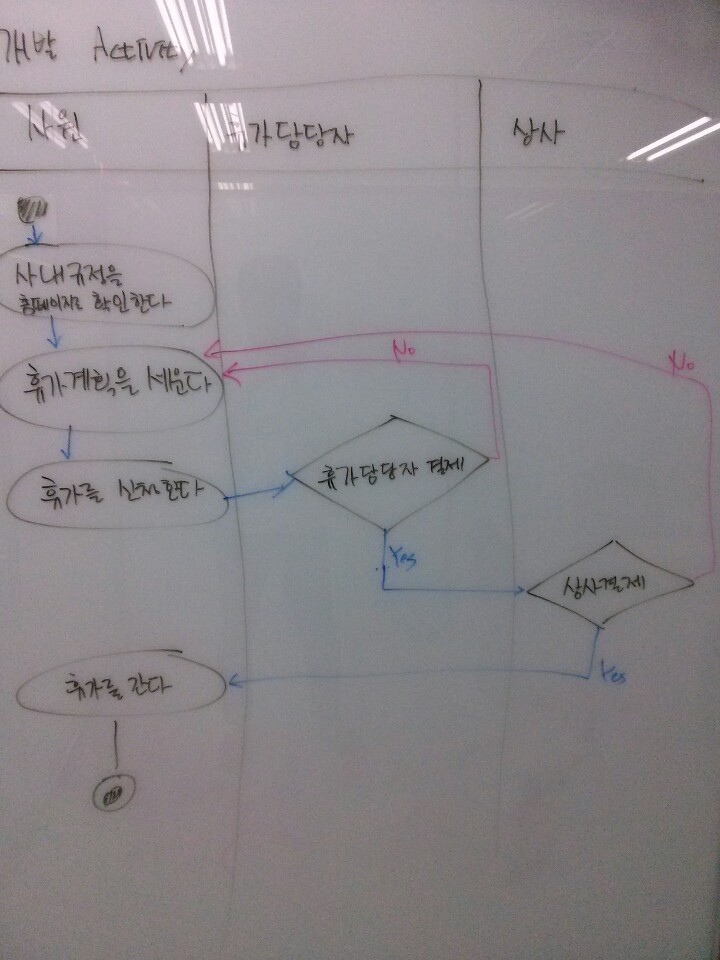 개발 Activity
사원 휴가담당자 상사
사내규정을
홈페이지로 확인한다
No
No
휴가계획을 세운다
휴가담당자 결제
휴가를 신청한다
Yes
상사결제
Yes
휴가를 간다